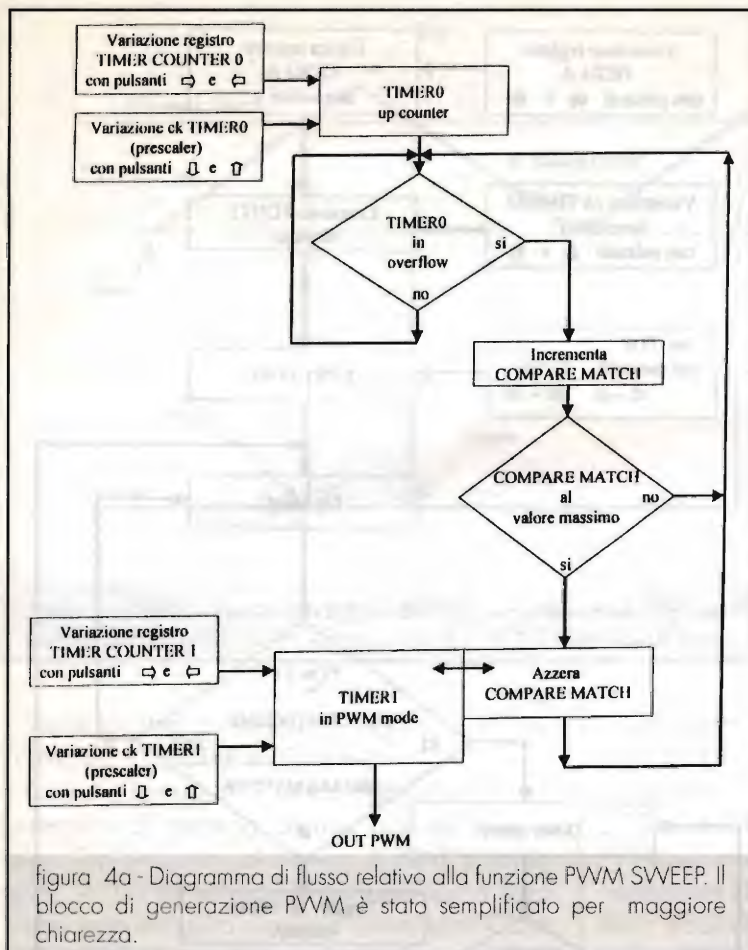 Variazione registro
TIMER COUNTER 0
con pulsanti ⇨ e ⇦
TIMER0
up counter
Variazione ck TIMER0
(prescaler)
con pulsanti ⇩ e ⇧
TIMER0
in
overflow
si
no
Incrementa
COMPARE MATCH
COMPARE MATCH
al
valore massimo
no
si
Variazione registro
TIMER COUNTER 1
con pulsanti ⇨ e ⇦
TIMER1
in PWM mode
Azzera
COMPARE MATCH
Variazione ck TIMER1
(prescaler)
con pulsanti ⇩ e ⇧
OUT PWM
figura 4a - Diagramma di flusso relativo alla funzione PWM SWEEP. Il
blocco di generazione PWM è stato semplificato per maggiore
chiarezza.